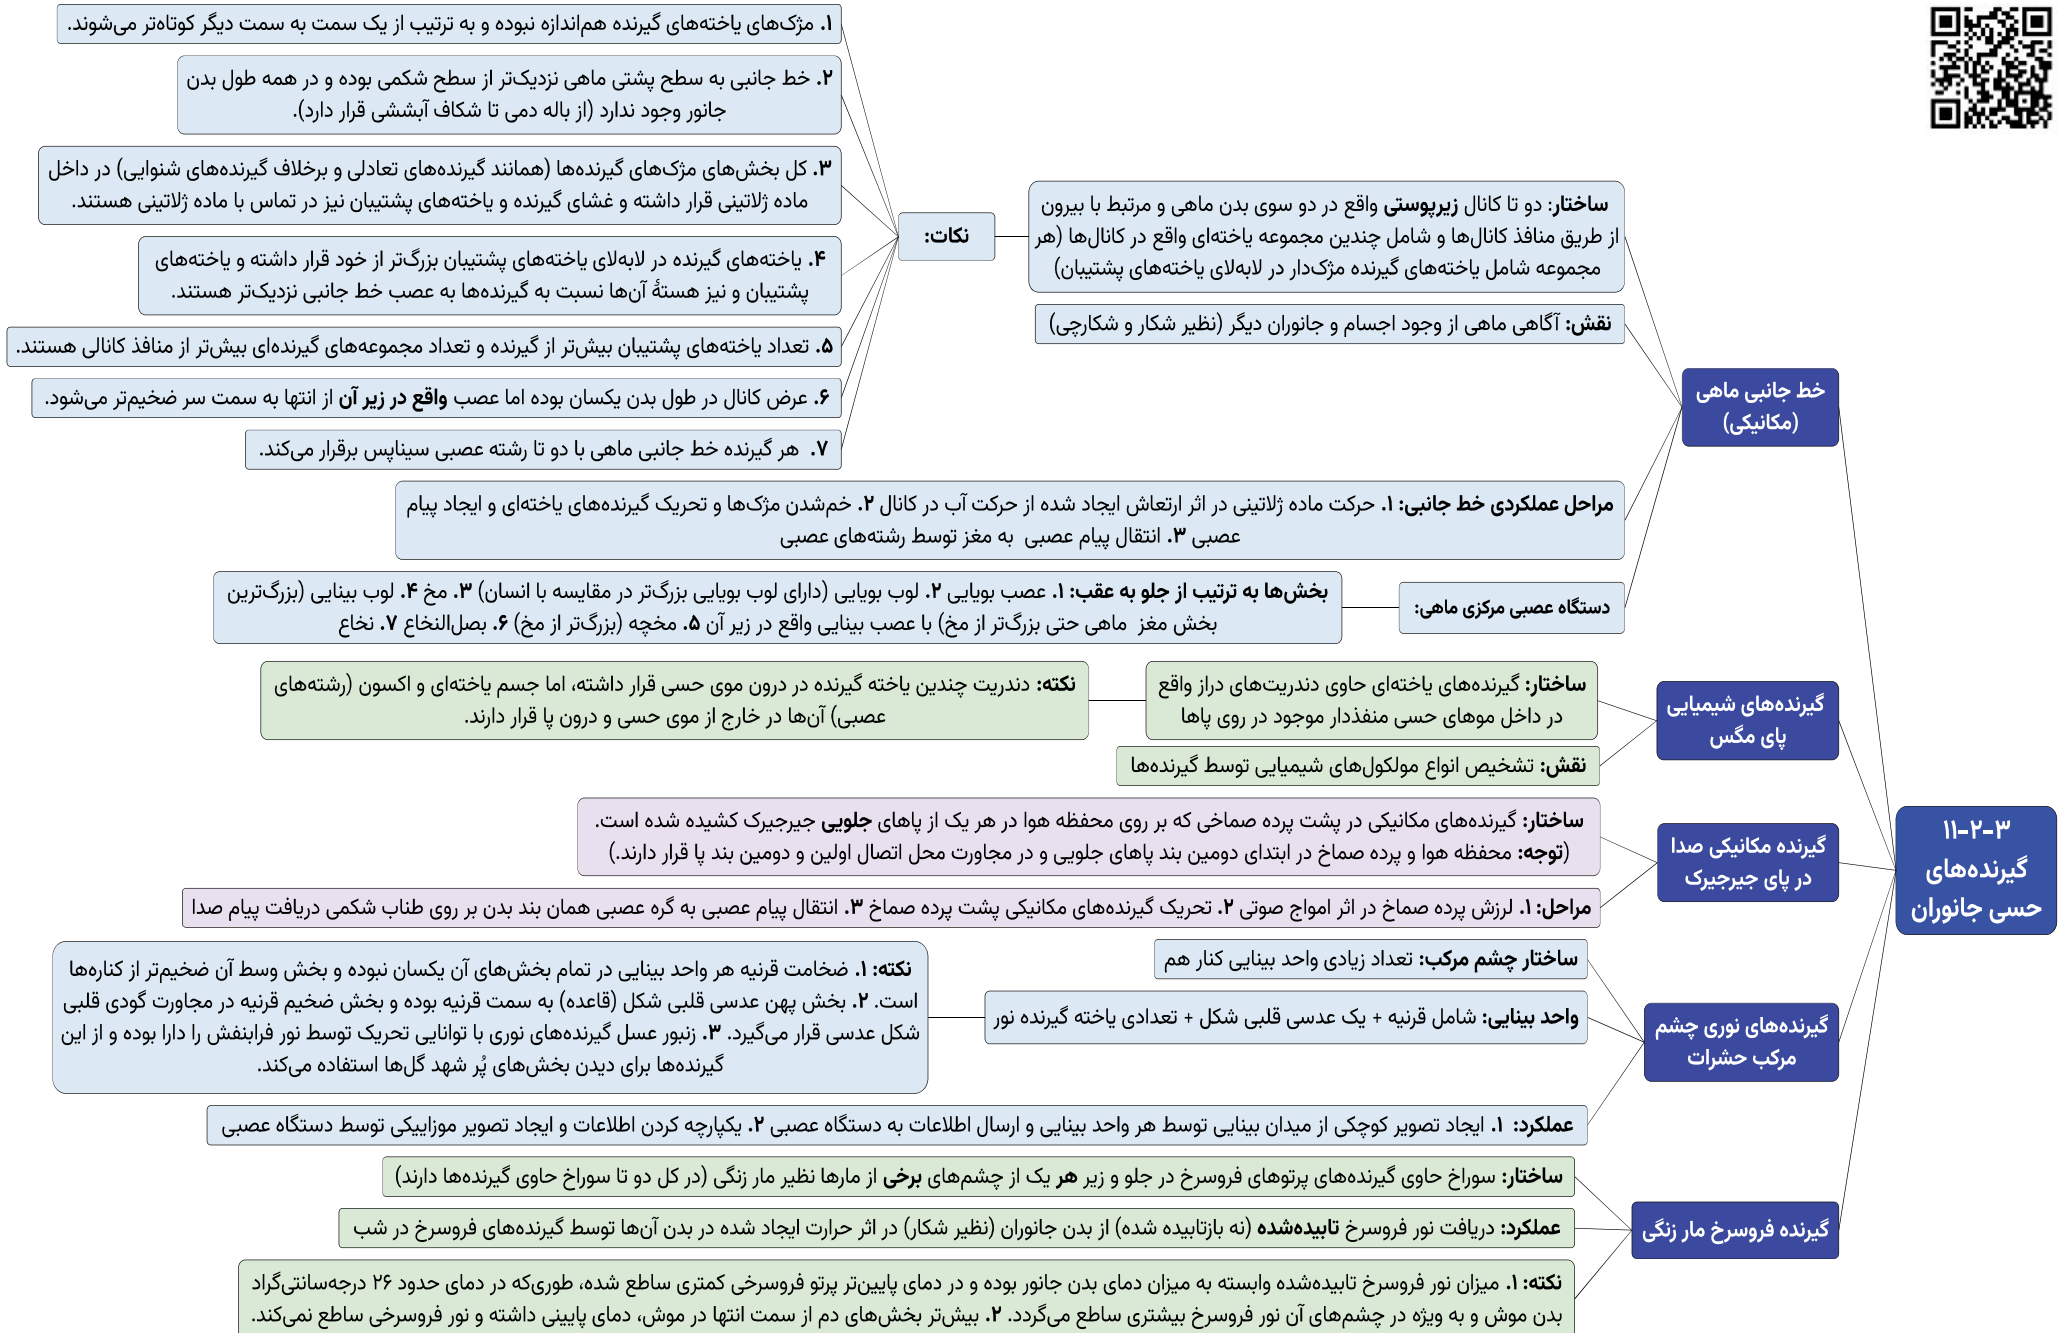 ۱۱-۲-۳
گیرنده‌های
حسی جانوران
خط جانبی ماهی
(مکانیکی)
ساختار: دو تا کانال زیرپوستی واقع در دو سوی بدن ماهی و مرتبط با بیرون
از طریق منافذ کانال‌ها و شامل چندین مجموعه یاخته‌ای واقع در کانال‌ها (هر
مجموعه شامل یاخته‌های گیرنده مژک‌دار در لابه‌لای یاخته‌های پشتیبان)
نکات:
۱. مژک‌های یاخته‌های گیرنده هم‌اندازه نبوده و به ترتیب از یک سمت به سمت دیگر کوتاه‌تر می‌شوند.
۲. خط جانبی به سطح پشتی ماهی نزدیک‌تر از سطح شکمی بوده و در همه طول بدن
جانور وجود ندارد (از باله دمی تا شکاف آبششی قرار دارد).
۳. کل بخش‌های مژک‌های گیرنده‌ها (همانند گیرنده‌های تعادلی و برخلاف گیرنده‌های شنوایی) در داخل
ماده ژلاتینی قرار داشته و غشای گیرنده و یاخته‌های پشتیبان نیز در تماس با ماده ژلاتینی هستند.
۴. یاخته‌های گیرنده در لابه‌لای یاخته‌های پشتیبان بزرگ‌تر از خود قرار داشته و یاخته‌های
پشتیبان و نیز هستهٔ آن‌ها نسبت به گیرنده‌ها به عصب خط جانبی نزدیک‌تر هستند.
۵. تعداد یاخته‌های پشتیبان بیش‌تر از گیرنده و تعداد مجموعه‌های گیرنده‌ای بیش‌تر از منافذ کانالی هستند.
۶. عرض کانال در طول بدن یکسان بوده اما عصب واقع در زیر آن از انتها به سمت سر ضخیم‌تر می‌شود.
۷. هر گیرنده خط جانبی ماهی با دو تا رشته عصبی سیناپس برقرار می‌کند.
نقش: آگاهی ماهی از وجود اجسام و جانوران دیگر (نظیر شکار و شکارچی)
مراحل عملکردی خط جانبی: ۱. حرکت ماده ژلاتینی در اثر ارتعاش ایجاد شده از حرکت آب در کانال ۲. خم‌شدن مژک‌ها و تحریک گیرنده‌های یاخته‌ای و ایجاد پیام
عصبی ۳. انتقال پیام عصبی به مغز توسط رشته‌های عصبی
دستگاه عصبی مرکزی ماهی:
بخش‌ها به ترتیب از جلو به عقب: ۱. عصب بویایی ۲. لوب بویایی (دارای لوب بویایی بزرگ‌تر در مقایسه با انسان) ۳. مخ ۴. لوب بینایی (بزرگ‌ترین
بخش مغز ماهی حتی بزرگ‌تر از مخ) با عصب بینایی واقع در زیر آن ۵. مخچه (بزرگ‌تر از مخ) ۶. بصل‌النخاع ۷. نخاع
گیرنده‌های شیمیایی
پای مگس
ساختار: گیرنده‌های یاخته‌ای حاوی دندریت‌های دراز واقع
در داخل موهای حسی منفذدار موجود در روی پاها
نکته: دندریت چندین یاخته گیرنده در درون موی حسی قرار داشته، اما جسم یاخته‌ای و اکسون (رشته‌های
عصبی) آن‌ها در خارج از موی حسی و درون پا قرار دارند.
نقش: تشخیص انواع مولکول‌های شیمیایی توسط گیرنده‌ها
گیرنده مکانیکی صدا
در پای جیرجیرک
ساختار: گیرنده‌های مکانیکی در پشت پرده صماخی که بر روی محفظه هوا در هر یک از پاهای جلویی جیرجیرک کشیده شده است.
(توجه: محفظه هوا و پرده صماخ در ابتدای دومین بند پاهای جلویی و در مجاورت محل اتصال اولین و دومین بند پا قرار دارند.)
مراحل: ۱. لرزش پرده صماخ در اثر امواج صوتی ۲. تحریک گیرنده‌های مکانیکی پشت پرده صماخ ۳. انتقال پیام عصبی به گره عصبی همان بند بدن بر روی طناب شکمی دریافت پیام صدا
گیرنده‌های نوری چشم
مرکب حشرات
ساختار چشم مرکب: تعداد زیادی واحد بینایی کنار هم
واحد بینایی: شامل قرنیه + یک عدسی قلبی شکل + تعدادی یاخته گیرنده نور
نکته: ۱. ضخامت قرنیه هر واحد بینایی در تمام بخش‌های آن یکسان نبوده و بخش وسط آن ضخیم‌تر از کناره‌ها
است. ۲. بخش پهن عدسی قلبی شکل (قاعده) به سمت قرنیه بوده و بخش ضخیم قرنیه در مجاورت گودی قلبی
شکل عدسی قرار می‌گیرد. ۳. زنبور عسل گیرنده‌های نوری با توانایی تحریک توسط نور فرابنفش را دارا بوده و از این
گیرنده‌ها برای دیدن بخش‌های پُر شهد گل‌ها استفاده می‌کند.
عملکرد: ۱. ایجاد تصویر کوچکی از میدان بینایی توسط هر واحد بینایی و ارسال اطلاعات به دستگاه عصبی ۲. یکپارچه کردن اطلاعات و ایجاد تصویر موزاییکی توسط دستگاه عصبی
گیرنده فروسرخ مار زنگی
ساختار: سوراخ حاوی گیرنده‌های پرتوهای فروسرخ در جلو و زیر هر یک از چشم‌های برخی از مارها نظیر مار زنگی (در کل دو تا سوراخ حاوی گیرنده‌ها دارند)
عملکرد: دریافت نور فروسرخ تابیده‌شده (نه بازتابیده شده) از بدن جانوران (نظیر شکار) در اثر حرارت ایجاد شده در بدن آن‌ها توسط گیرنده‌های فروسرخ در شب
نکته: ۱. میزان نور فروسرخ تابیده‌شده وابسته به میزان دمای بدن جانور بوده و در دمای پایین‌تر پرتو فروسرخی کمتری ساطع شده، طوری‌که در دمای حدود ۲۶ درجه‌سانتی‌گراد
بدن موش و به ویژه در چشم‌های آن نور فروسرخ بیشتری ساطع می‌گردد. ۲. بیش‌تر بخش‌های دم از سمت انتها در موش، دمای پایینی داشته و نور فروسرخی ساطع نمی‌کند.